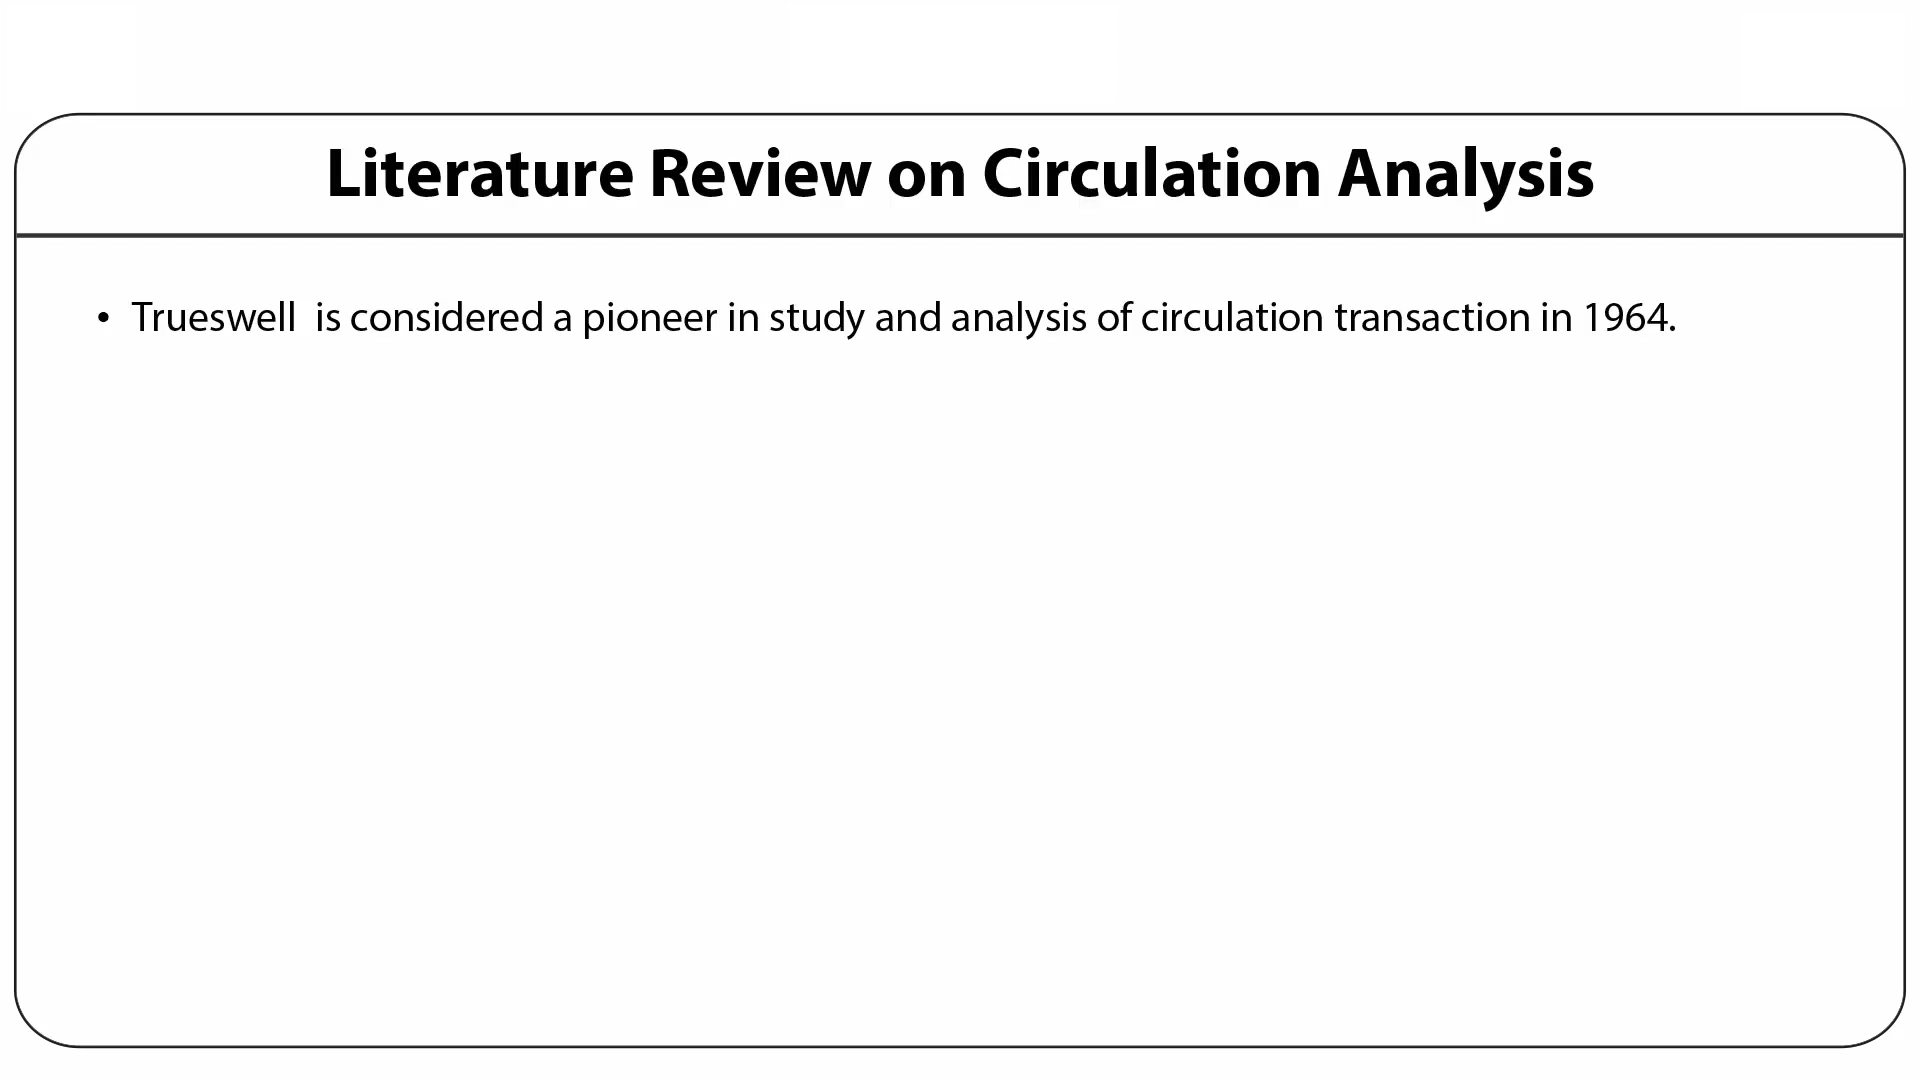 Literature Review on Circulation Analysis
• Trueswell  is considered a pioneer in study and analysis of circulation transaction in 1964.